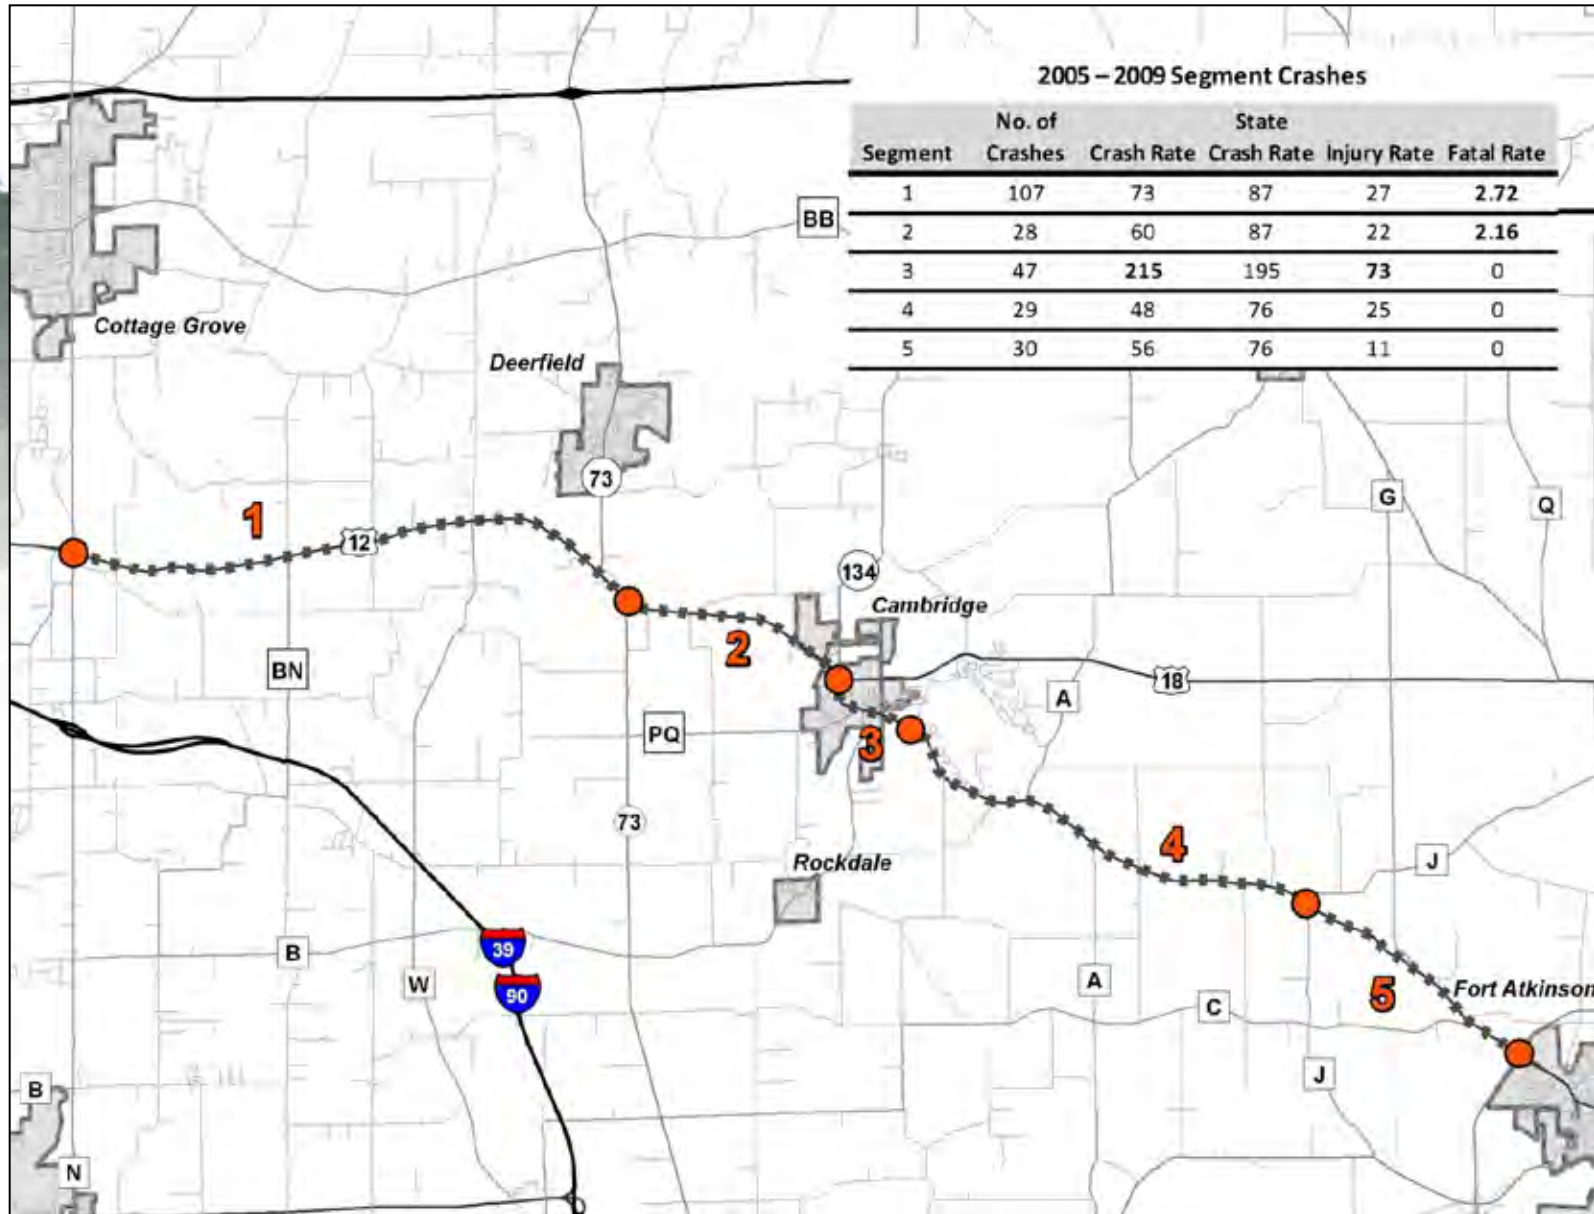 2005 – 2009 Segment Crashes
No. of State
Segment Crashes Crash Rate Crash Rate Injury Rate Fatal Rate
1 107 73 87 27 2.72
2 28 60 87 22 2.16
3 47 215 195 73 0
4 29 48 76 25 0
5 30 56 76 11 0
BB
Cottage Grove
Deerfield
73
G
Q
1
12
134
Cambridge
2
BN
18
A
PQ
3
73
4
Rockdale
J
B
39
W
90
A
5
Fort Atkinson
C
B
J
N